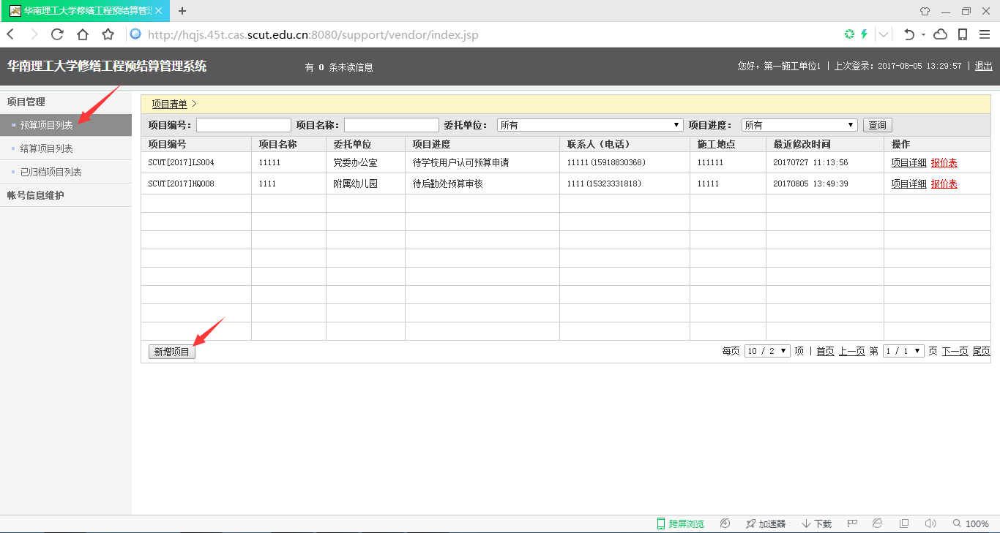 华南理工大学修缮工程预结算管理
http://hqjs.45t.cas.scut.edu.cn:8080/support/vendor/index.jsp
华南理工大学修缮工程预结算管理系统 有 0 条未读信息 您好，第一施工单位1 | 上次登录：2017-08-05 13:29:57 | 退出
项目管理
预算项目列表
结算项目列表
已归档项目列表
帐号信息维护
项目清单 >
项目编号： 项目名称： 委托单位： 所有 项目进度： 所有 查询
项目编号 项目名称 委托单位 项目进度 联系人（电话） 施工地点 最近修改时间 操作
SCUT[2017]LS004 11111 党委办公室 待学校用户认可预算申请 11111(15918830368) 111111 20170727 11:13:56 项目详细 报价表
SCUT[2017]HQ008 1111 附属幼儿园 待后勤处预算审核 1111(15323331818) 11111 20170805 13:49:39 项目详细 报价表
新增项目 每页 10 / 2 项 | 首页 上一页 第 1 / 1 页 下一页 尾页
跨屏浏览 加速器 下载 100%